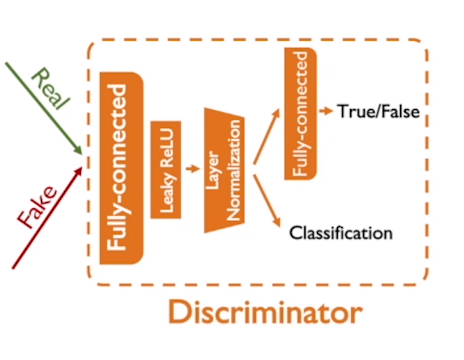 Real
Fake
Fully-connected
Leaky ReLU
Layer
Normalization
Fully-connected
True/False
Classification
Discriminator